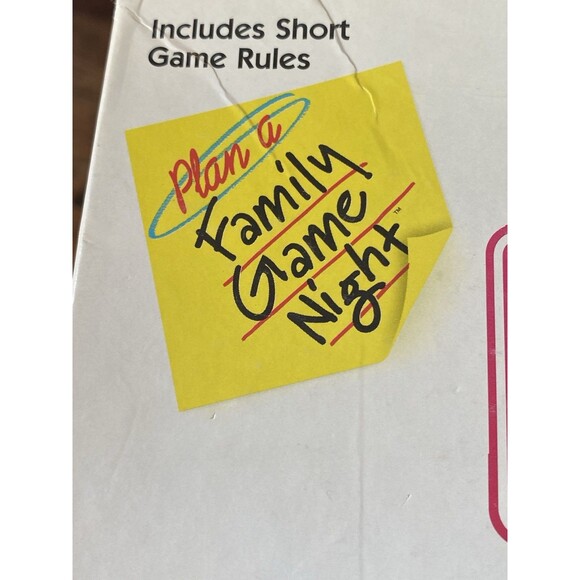 Includes Short
Game Rules
Plan a
Family
Game
Night™